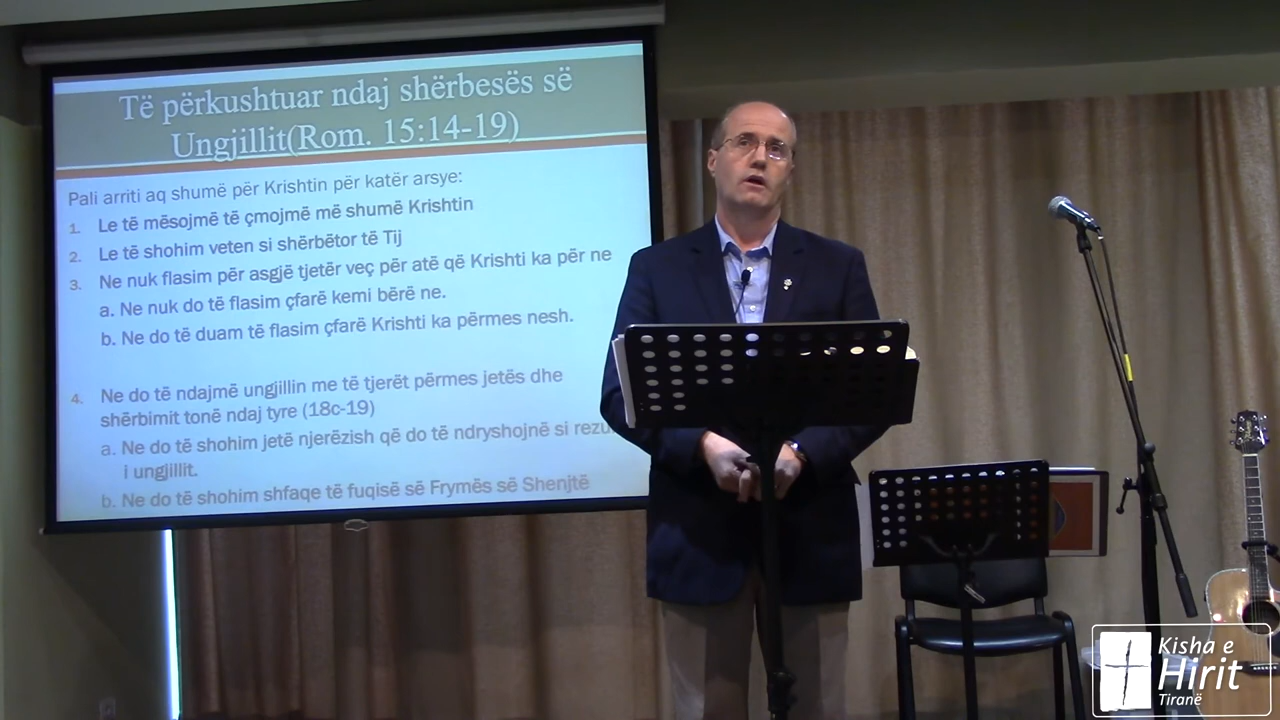 Të përkushtuar ndaj shërbesës së
Ungjillit(Rom. 15:14-19)
Pali arriti aq shumë për Krishtin për katër arsye:
1. Le të mësojmë të çmojmë më shumë Krishtin
2. Le të shohim veten si shërbëtor të Tij
3. Ne nuk flasim për asgjë tjetër veç për atë që Krishti ka për ne
a. Ne nuk do të flasim çfarë kemi bërë ne.
b. Ne do të duam të flasim çfarë Krishti ka përmes nesh.
4. Ne do të ndajmë ungjillin me të tjerët përmes jetës dhe
shërbimit tonë ndaj tyre (18c-19)
a. Ne do të shohim jetë njerëzish që do të ndryshojnë si rezu
i ungjillit.
b. Ne do të shohim shfaqe të fuqisë së Frymës së Shenjtë
Kisha e
Hirit
Tiranë